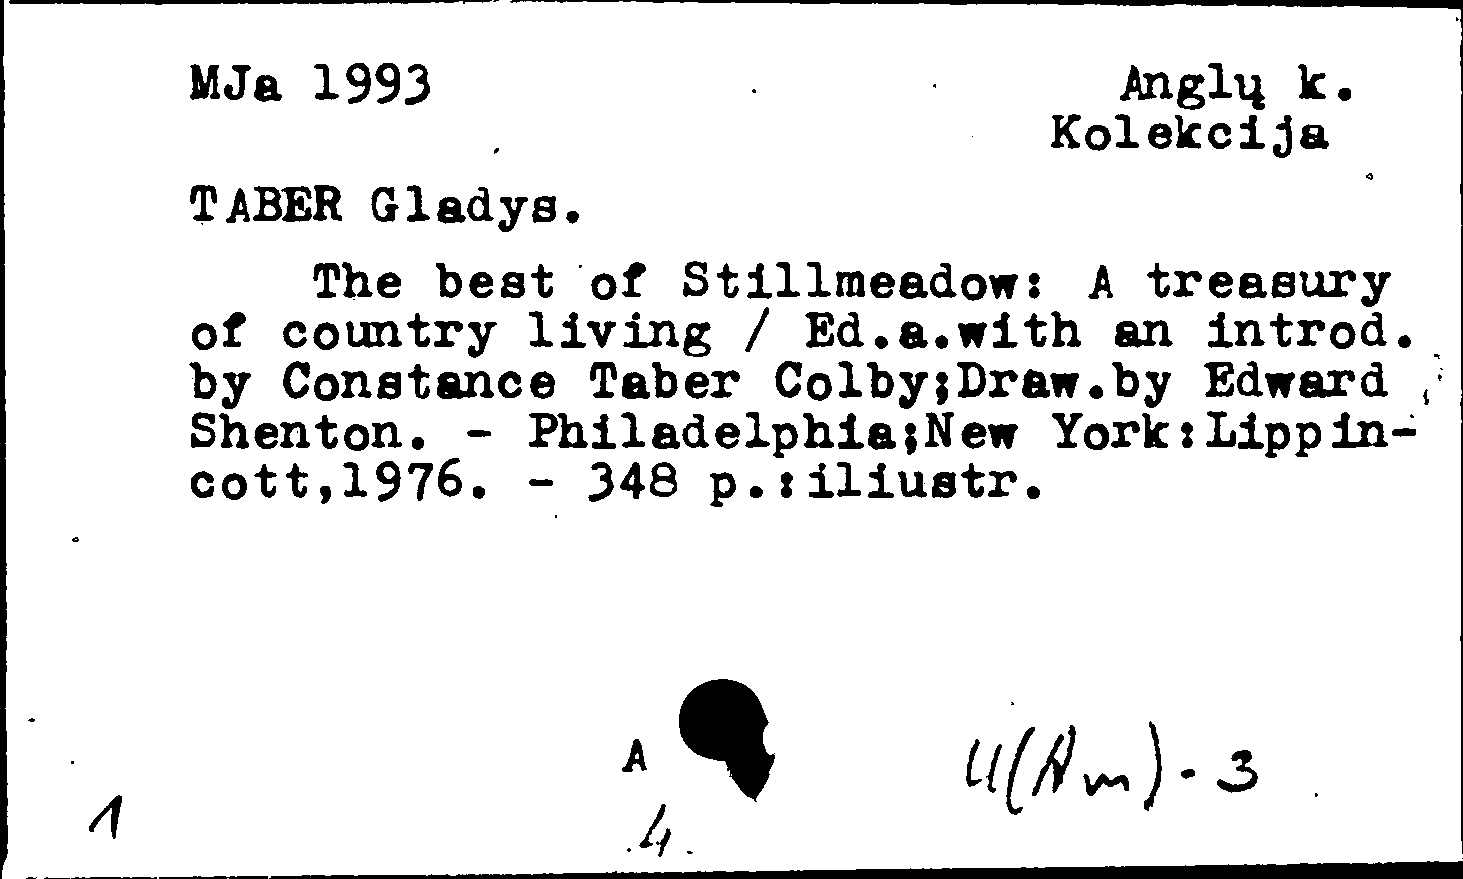 MJa 1993
Anglų k.
Kolekcija
TABER Gladys.
The best of Stillmeadow: A treasury
of country living / Ed.a.with an introd.
by Constance Taber Colby;Draw.by Edward
Shenton. - Philadelphia;New York:Lippin-
cott,1976. - 348 p.:iliustr.
A
U(Am)-3
1
4